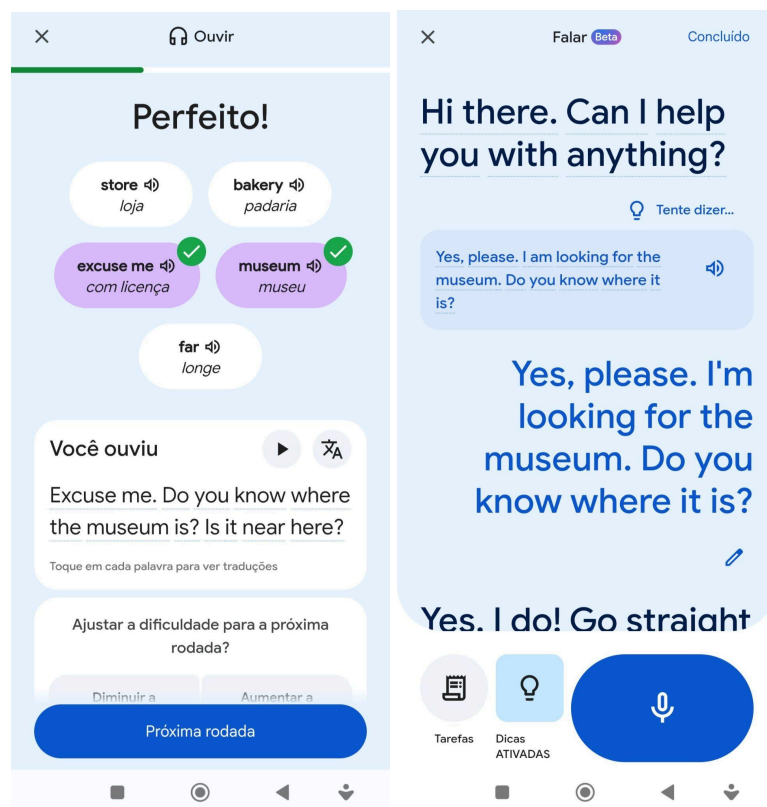 Ouvir
Perfeito!
store
loja
bakery
padaria
excuse me
com licença
museum
museu
far
longe
Você ouviu
Excuse me. Do you know where
the museum is? Is it near here?
Toque em cada palavra para ver traduções
Ajustar a dificuldade para a próxima
rodada?
Diminuir a
Aumentar a
Próxima rodada
Falar Beta
Concluído
Hi there. Can I help
you with anything?
Tente dizer...
Yes, please. I am looking for the
museum. Do you know where it
is?
Yes, please. I'm
looking for the
museum. Do you
know where it is?
Yes. I do! Go straight
Tarefas
Dicas
ATIVADAS